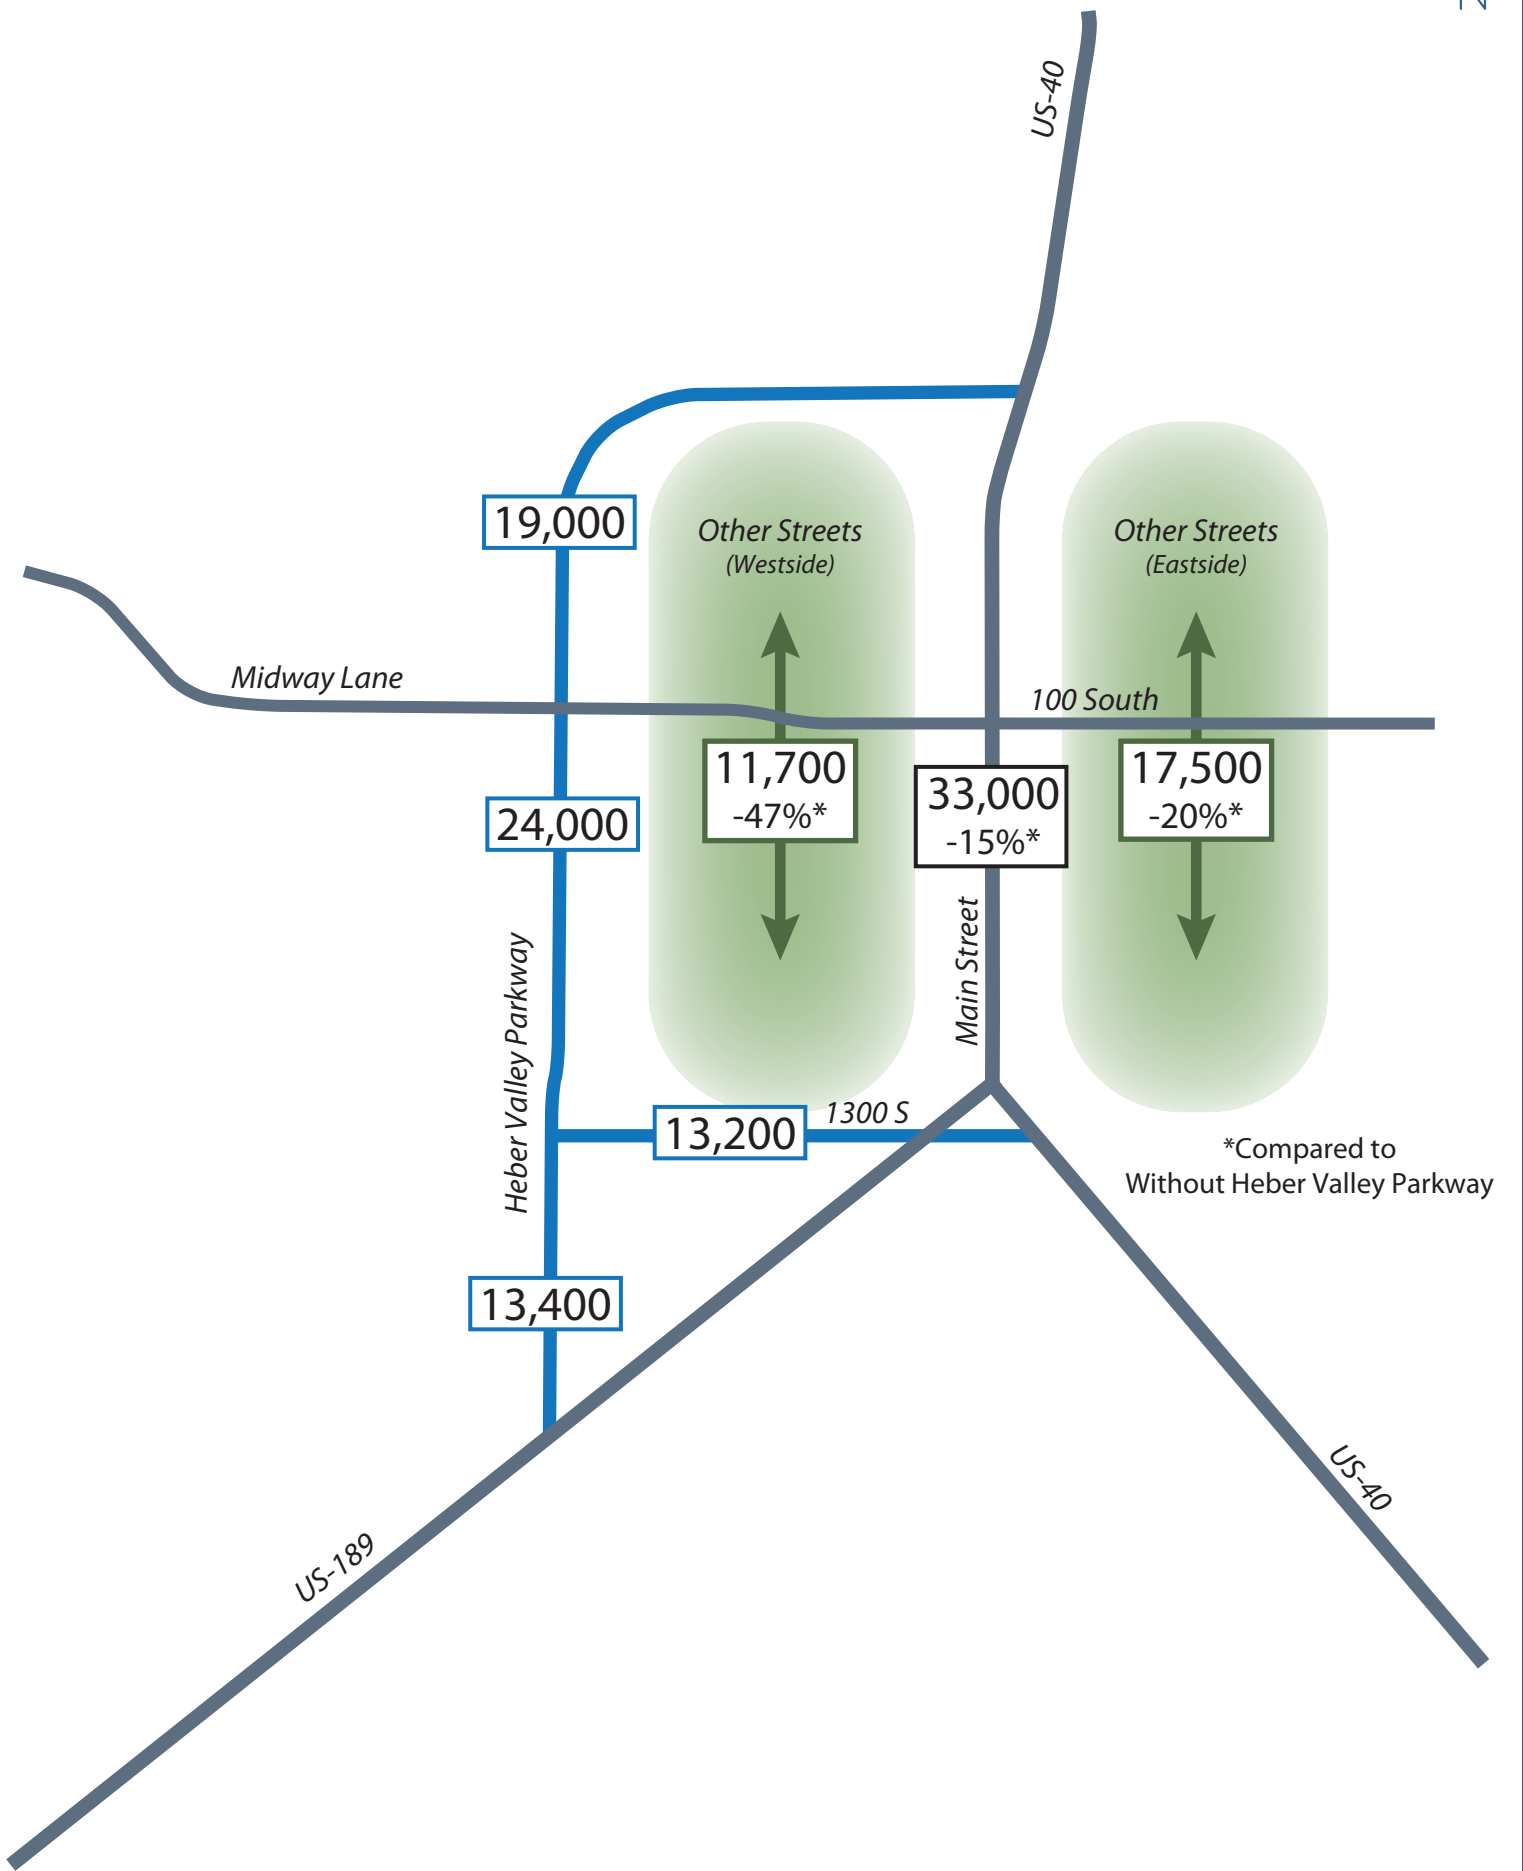 US-40
19,000
Other Streets
(Westside)
Other Streets
(Eastside)
Midway Lane
100 South
11,700
-47%*
33,000
-15%*
17,500
-20%*
24,000
Heber Valley Parkway
Main Street
13,200
1300 S
*Compared to
Without Heber Valley Parkway
13,400
US-40
US-189